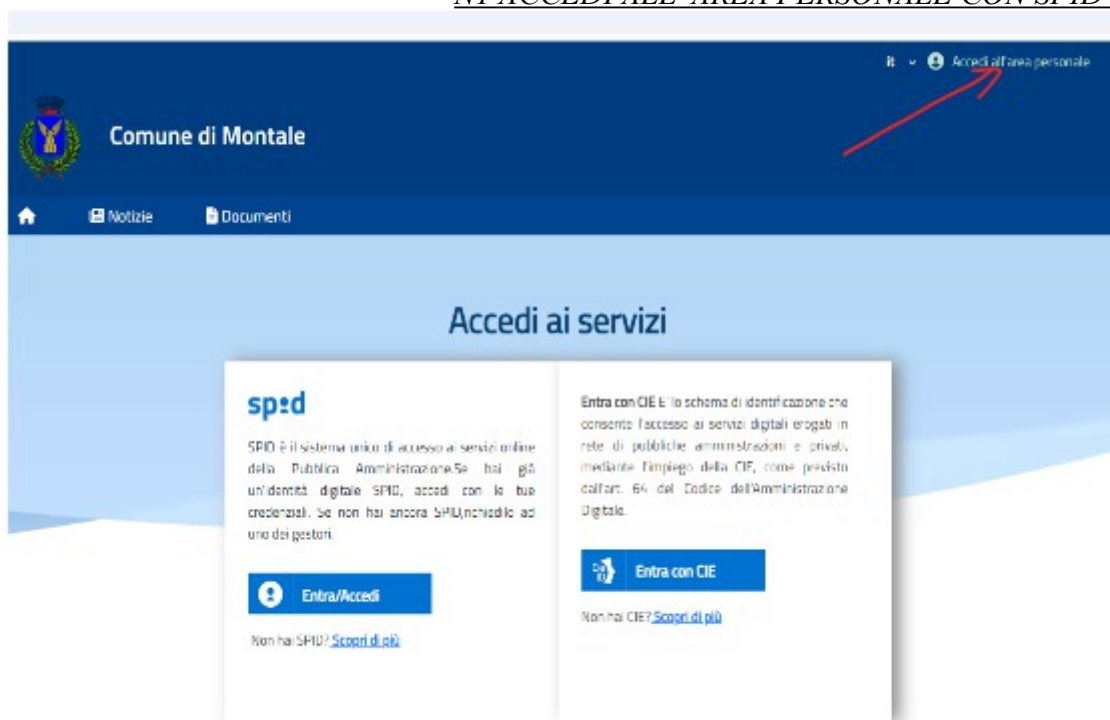 ACCEDI ALL' AREA PERSONALE CON SPID
it Accedi all'area personale
Comune di Montale
Notizie Documenti
Accedi ai servizi
sp:d
SPID è il sistema unico di accesso ai servizi online
della Pubblica Amministrazione.Se hai già
un'identità digitale SPID, accedi con le tue
credenziali. Se non hai ancora SPID,richiedilo ad
uno dei gestori.
Entra/Accedi
Non hai SPID? Scopri di più
Entra con CIE E' lo schema di identificazione che
consente l'accesso ai servizi digitali erogati in
rete di pubbliche amministrazioni e privati,
mediante l'impiego della CIE, come previsto
dall'art. 64 del Codice dell'Amministrazione
Digitale.
Entra con CIE
Non hai CIE? Scopri di più